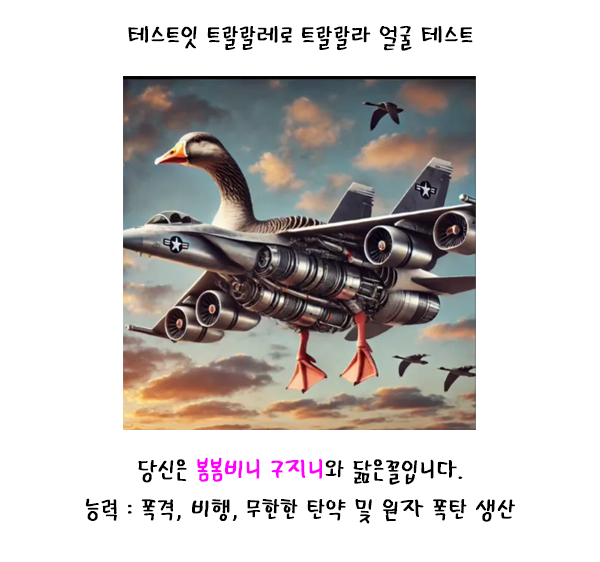 테스트잇 트랄랄레로 트랄랄라 얼굴 테스트
당신은 봄봄비니 구지니와 닮은꼴입니다.
능력 : 폭격, 비행, 무한한 탄약 및 원자 폭탄 생산